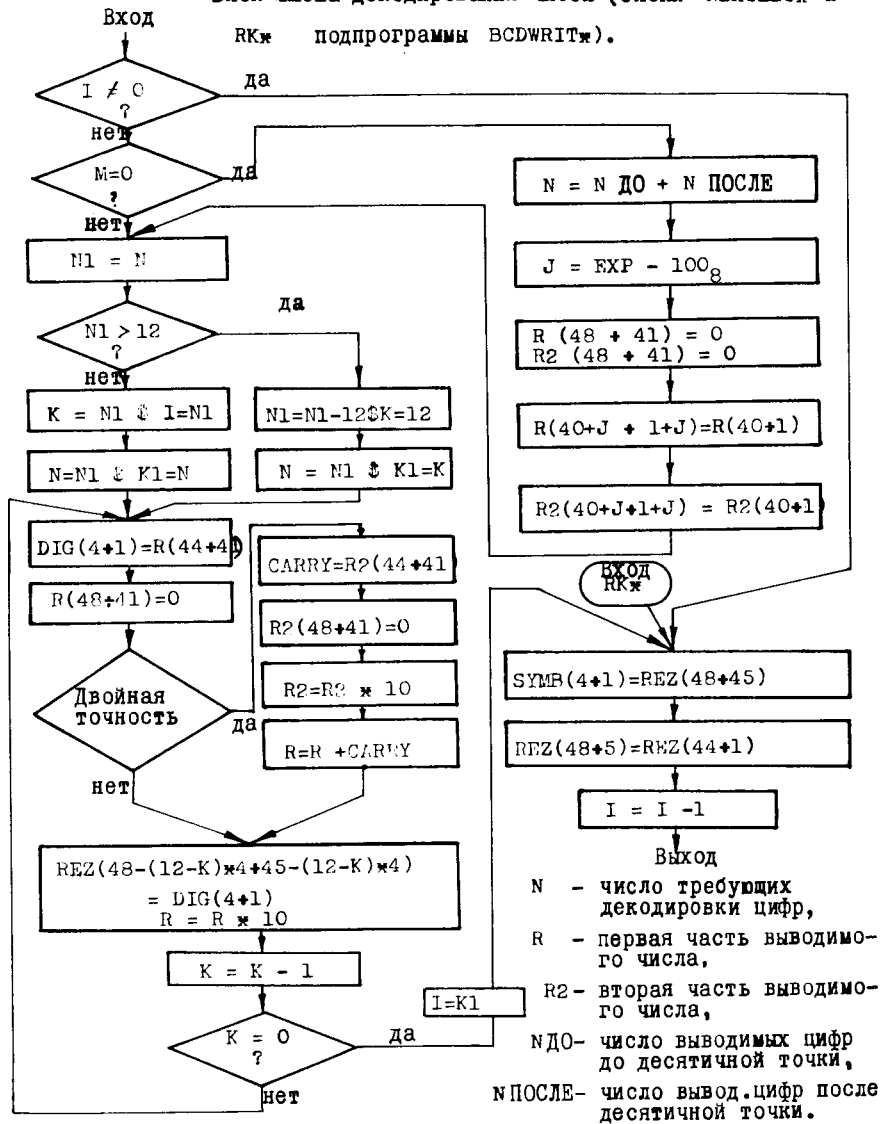 Вход
RK* подпрограммы BCDWRIT*).
I ≠ 0
?
да
нет
M=0
?
да
нет
N1 = N
N1 > 12
?
да
нет
K = N1 $ I=N1
N1=N1-12$K=12
N=N1 $ K1=N
N = N1 $ K1=K
DIG(4+1)=R(44+41)
R(48+41)=0
Двойная
точность
да
нет
CARRY=R2(44+41
R2(48+41)=0
R2=R2 * 10
R=R +CARRY
REZ(48-(12-K)*4+45-(12-K)*4)
= DIG(4+1)
R = R * 10
K = K - 1
K = 0
?
да
нет
I=K1
N = N ДО + N ПОСЛЕ
J = EXP - 100₈
R (48 + 41) = 0
R2 (48 + 41) = 0
R(40+J + 1+J)=R(40+1)
R2(40+J+1+J) = R2(40+1)
ВХОД
RK*
SYMB(4+1)=REZ(48+45)
REZ(48+5)=REZ(44+1)
I = I -1
Выход
N - число требующих
декодировки цифр,
R - первая часть выводимо-
го числа,
R2- вторая часть выводимо-
го числа,
N ДО- число выводимых цифр
до десятичной точки,
N ПОСЛЕ- число вывод.цифр после
десятичной точки.